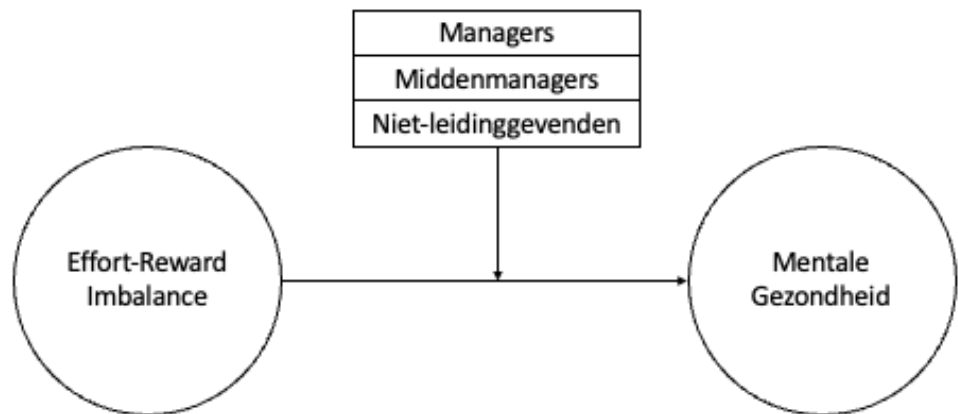 Managers
Middenmanagers
Niet-leidinggevenden
Effort-Reward
Imbalance
Mentale
Gezondheid